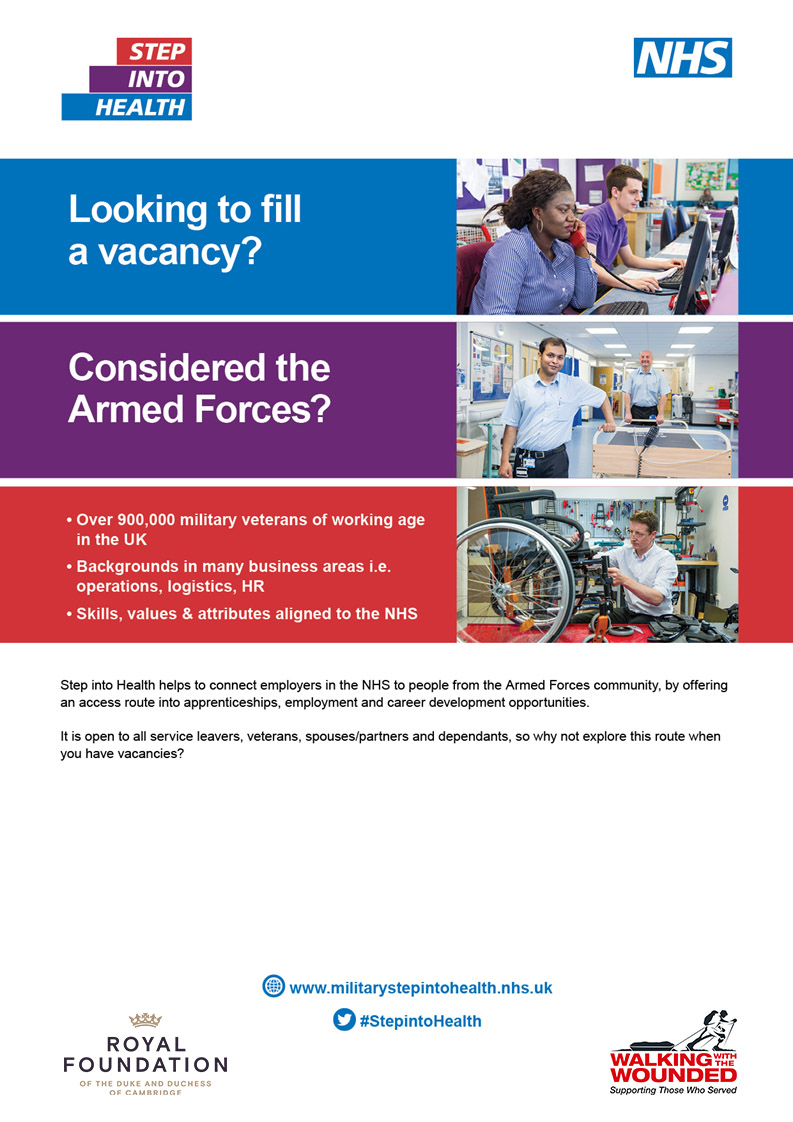 STEP
INTO
HEALTH
NHS
Looking to fill
a vacancy?
Considered the
Armed Forces?
• Over 900,000 military veterans of working age
in the UK
• Backgrounds in many business areas i.e.
operations, logistics, HR
• Skills, values & attributes aligned to the NHS
Step into Health helps to connect employers in the NHS to people from the Armed Forces community, by offering
an access route into apprenticeships, employment and career development opportunities.
It is open to all service leavers, veterans, spouses/partners and dependants, so why not explore this route when
you have vacancies?
www.militarystepintohealth.nhs.uk
#StepintoHealth
ROYAL
FOUNDATION
OF THE DUKE AND DUCHESS
OF CAMBRIDGE
WALKING WITH THE
WOUNDED
Supporting Those Who Served